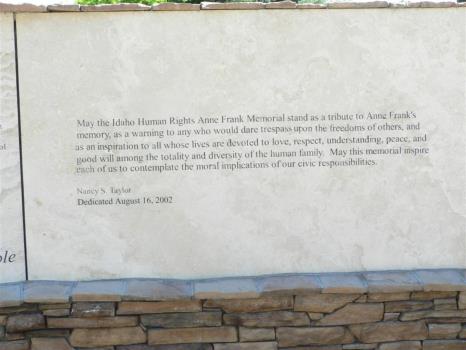 May the Idaho Human Rights Anne Frank Memorial stand as a tribute to Anne Frank's
memory, as a warning to any who would dare trespass upon the freedoms of others, and
as an inspiration to all whose lives are devoted to love, respect, understanding, peace, and
good will among the totality and diversity of the human family. May this memorial inspire
each of us to contemplate the moral implications of our civic responsibilities.
Nancy S. Taylor
Dedicated August 16, 2002